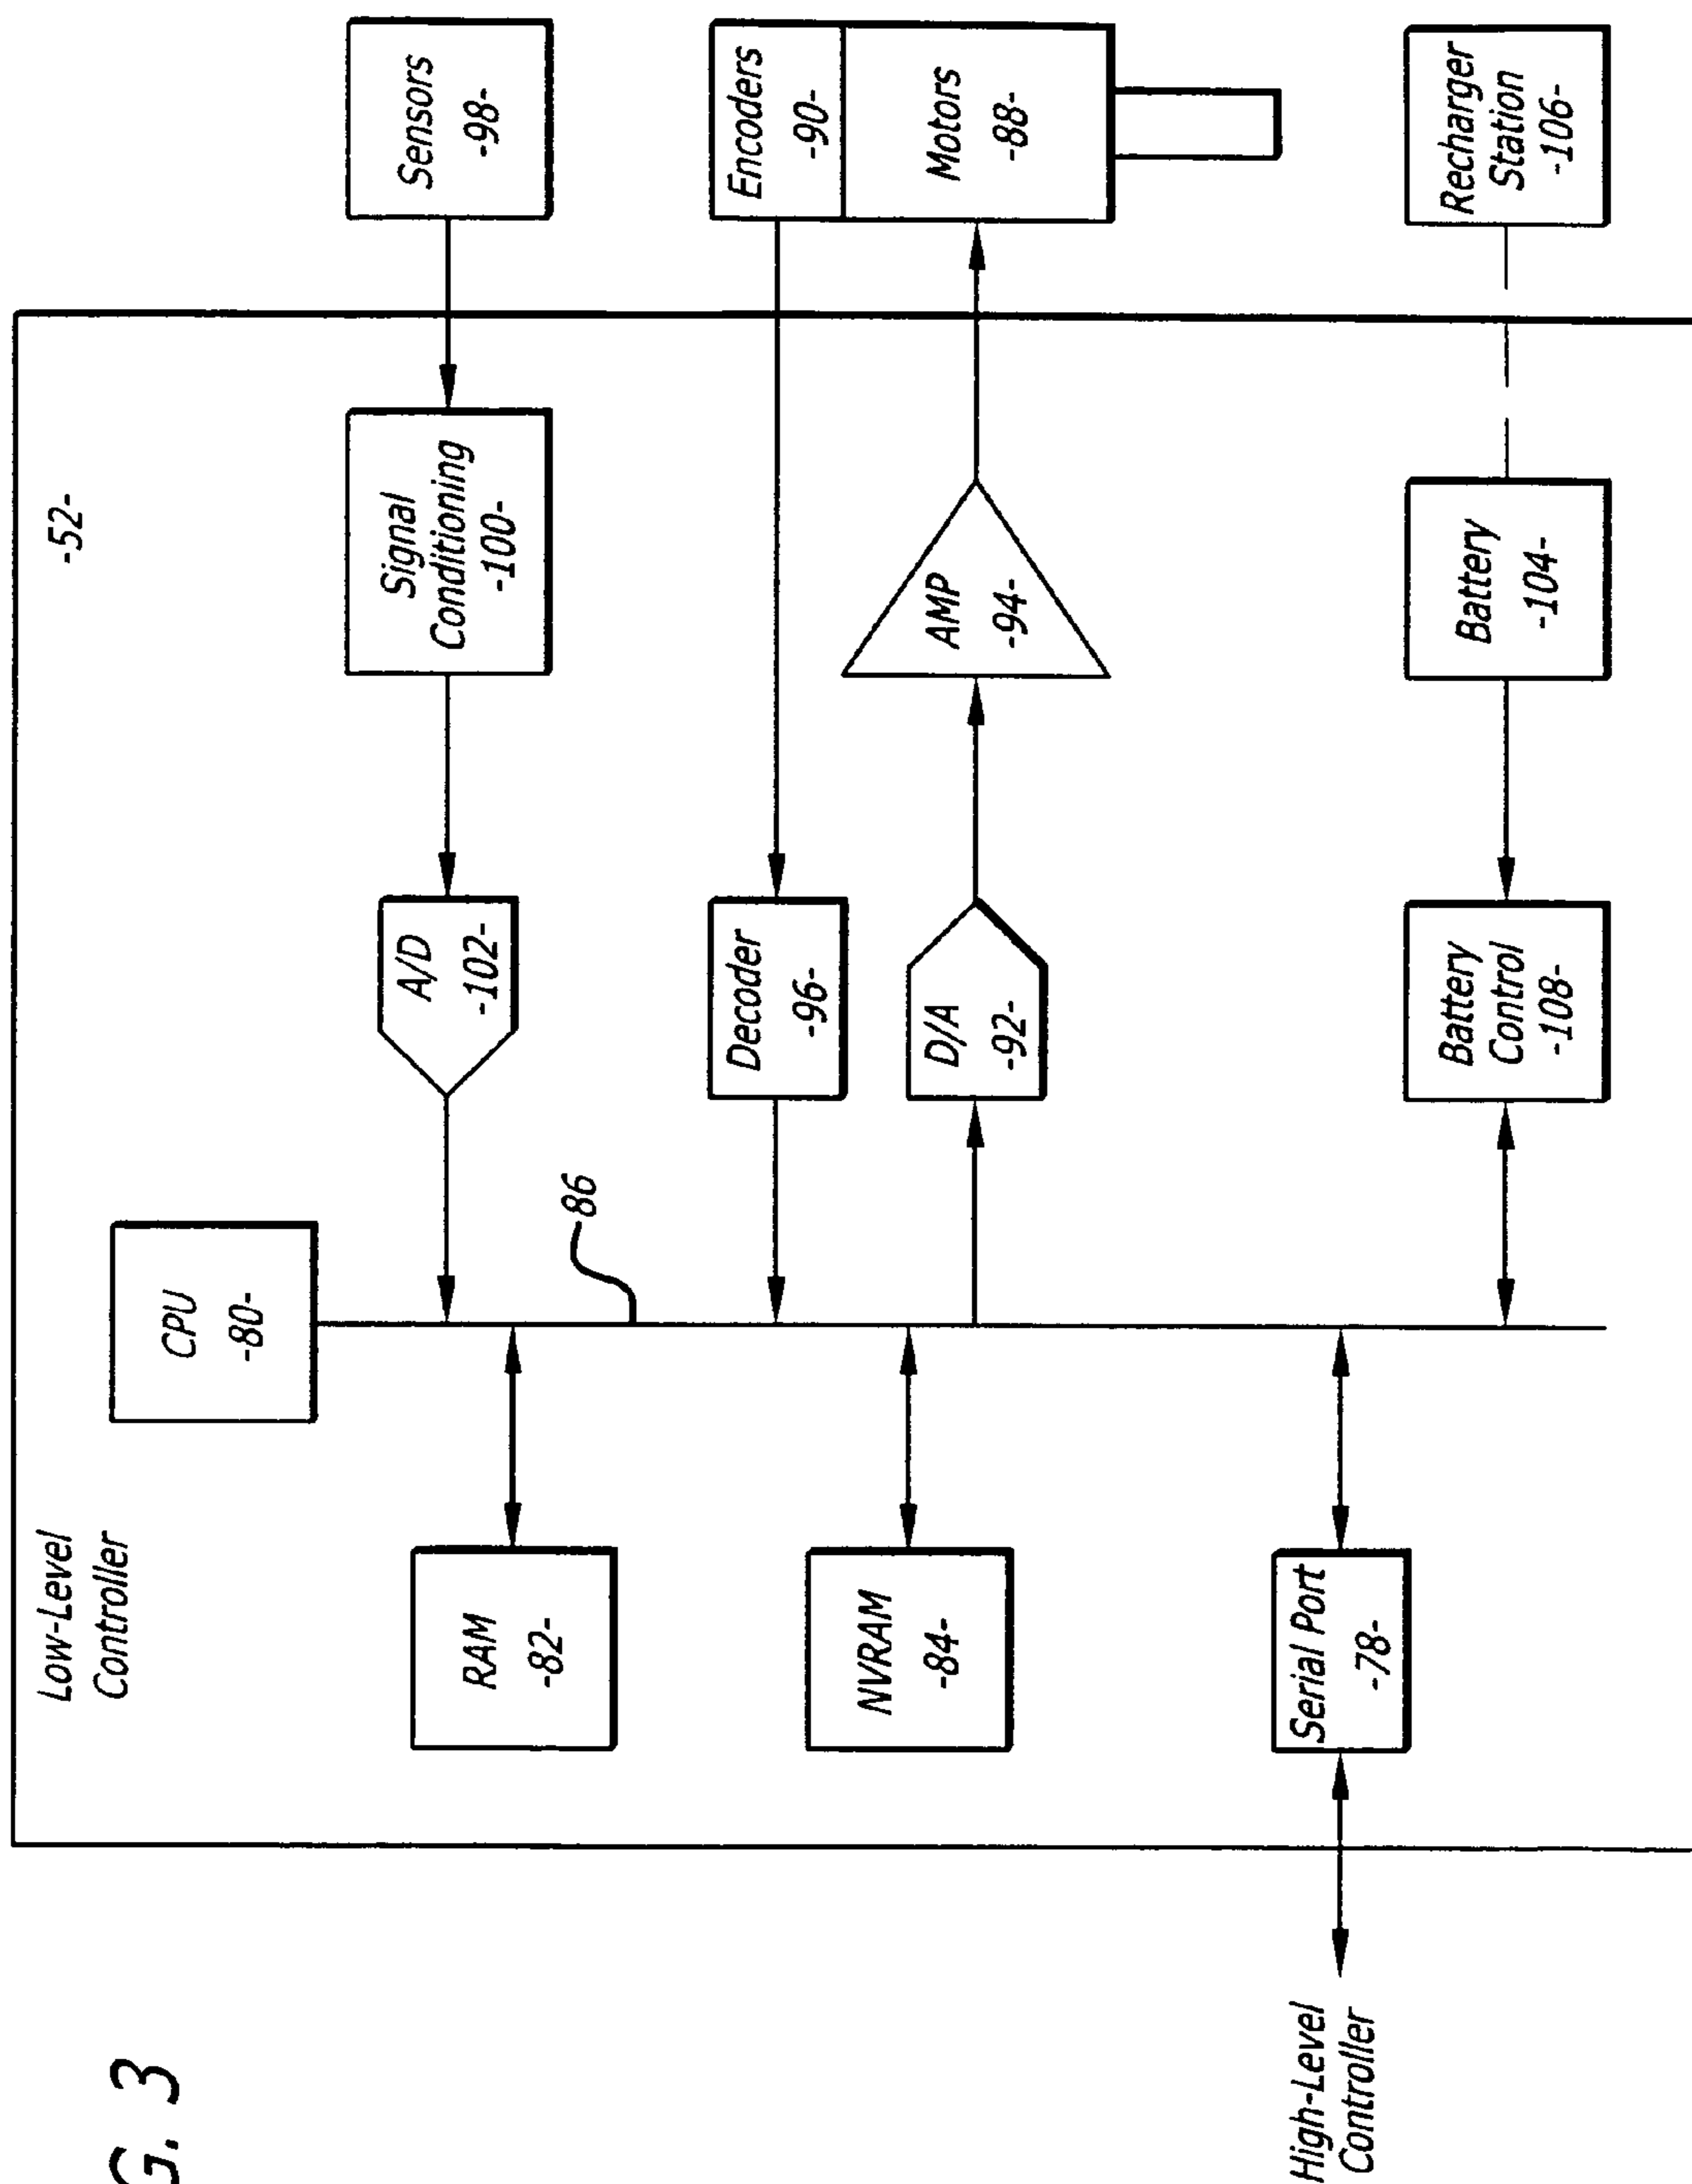 G. 3
Low-Level
Controller
-52-
CPU
-80-
Signal
Conditioning
-100-
Sensors
-98-
A/D
-102-
RAM
-82-
86
Decoder
-96-
Encoders
-90-
NVRAM
-84-
D/A
-92-
AMP
-94-
Motors
-88-
High-Level
Controller
Serial Port
-78-
Battery
Control
-108-
Battery
-104-
Recharger
Station
-106-